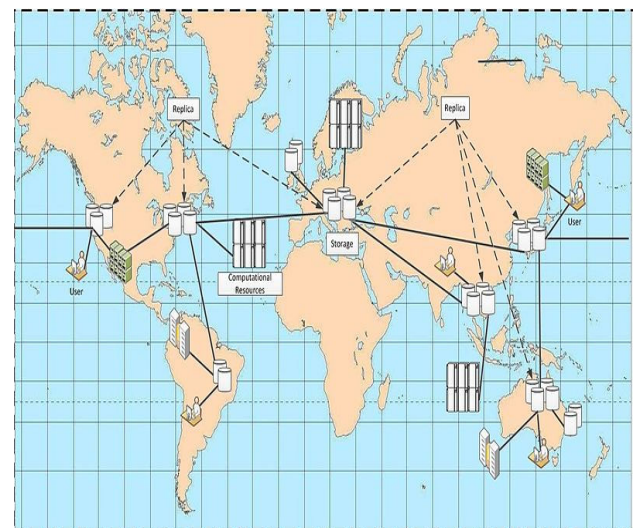 Replica
Replica
User
Storage
User
Computational
Resources